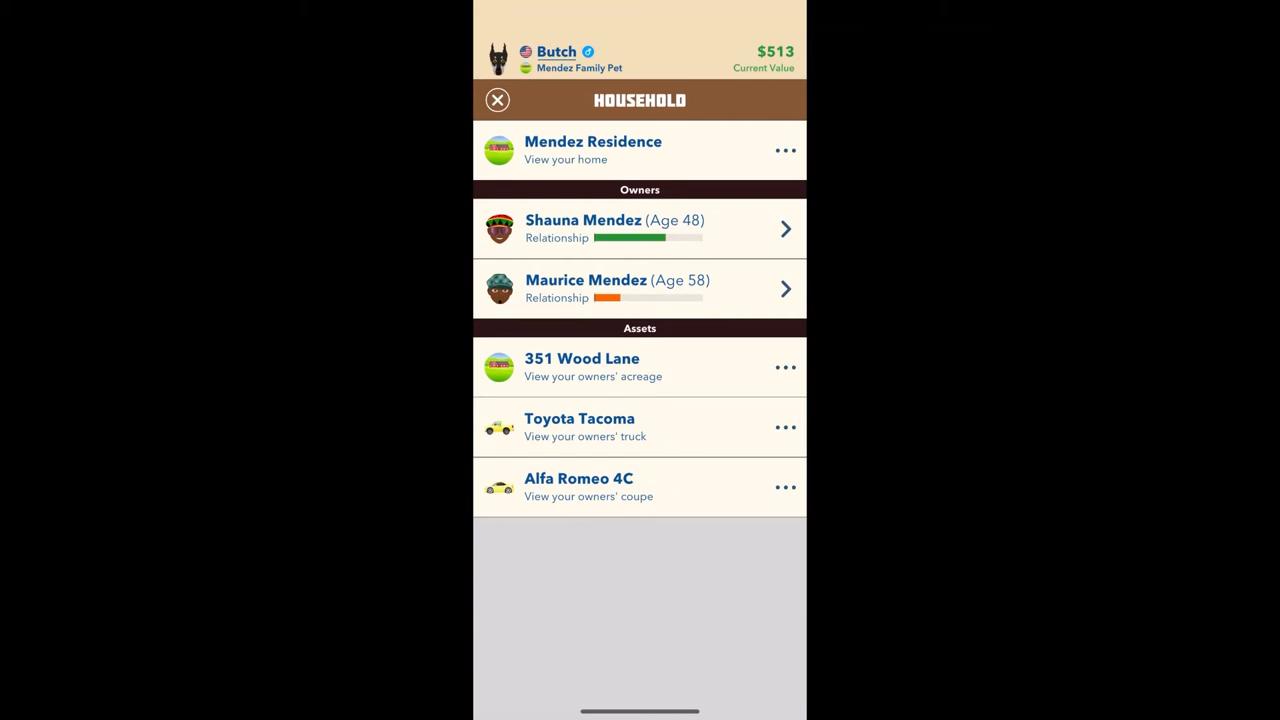 Butch
$513
Mendez Family Pet
Current Value
HOUSEHOLD
Mendez Residence
View your home
Owners
Shauna Mendez (Age 48)
Relationship
Maurice Mendez (Age 58)
Relationship
Assets
351 Wood Lane
View your owners' acreage
Toyota Tacoma
View your owners' truck
Alfa Romeo 4C
View your owners' coupe